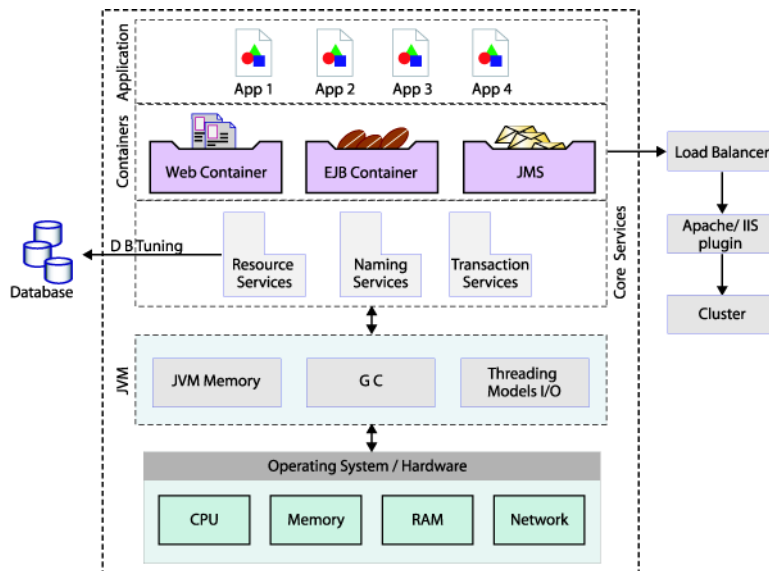 Application
App 1
App 2
App 3
App 4
Containers
Web Container
EJB Container
JMS
Load Balancer
Apache/ IIS
plugin
Cluster
Core Services
D B Tuning
Database
Resource
Services
Naming
Services
Transaction
Services
JVM
JVM Memory
G C
Threading
Models I/O
Operating System / Hardware
CPU
Memory
RAM
Network